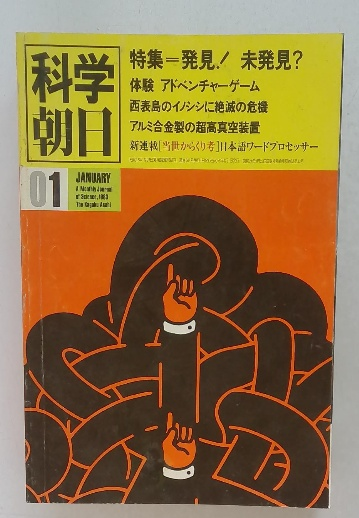 科学
朝日
特集=発見! 未発見?
体験 アドベンチャーゲーム
西表島のイノシシに絶滅の危機
アルミ合金製の超高真空装置
新連載[当世からくり考]日本語ワードプロセッサー
01
JANUARY
A Monthly Journal
of Science, 1983
The Kagaku Asahi